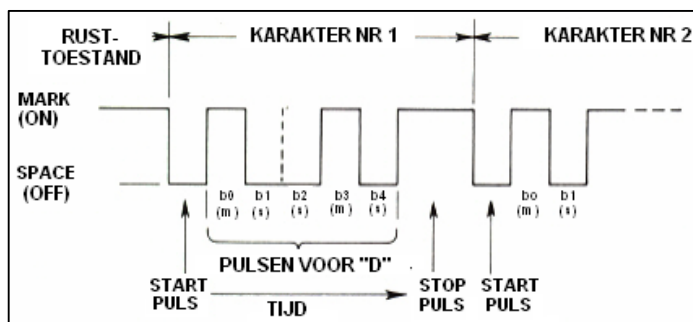 RUST-
TOESTAND
KARAKTER NR 1
KARAKTER NR 2
MARK
(ON)
SPACE
(OFF)
b0 b1 b2 b3 b4 bo b1
(m) (s) (s) (m) (s) (m) (s)
PULSEN VOOR "D"
START
PULS
TIJD
STOP
PULS
START
PULS